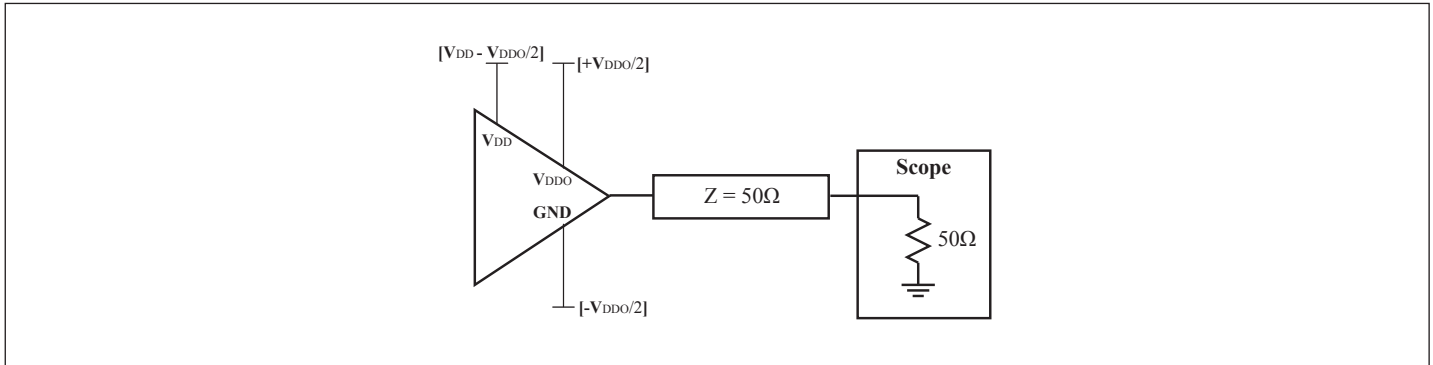 [VDD - VDDO/2]
[+VDDO/2]
VDD
VDDO
GND
[-VDDO/2]
Z = 50Ω
Scope
50Ω